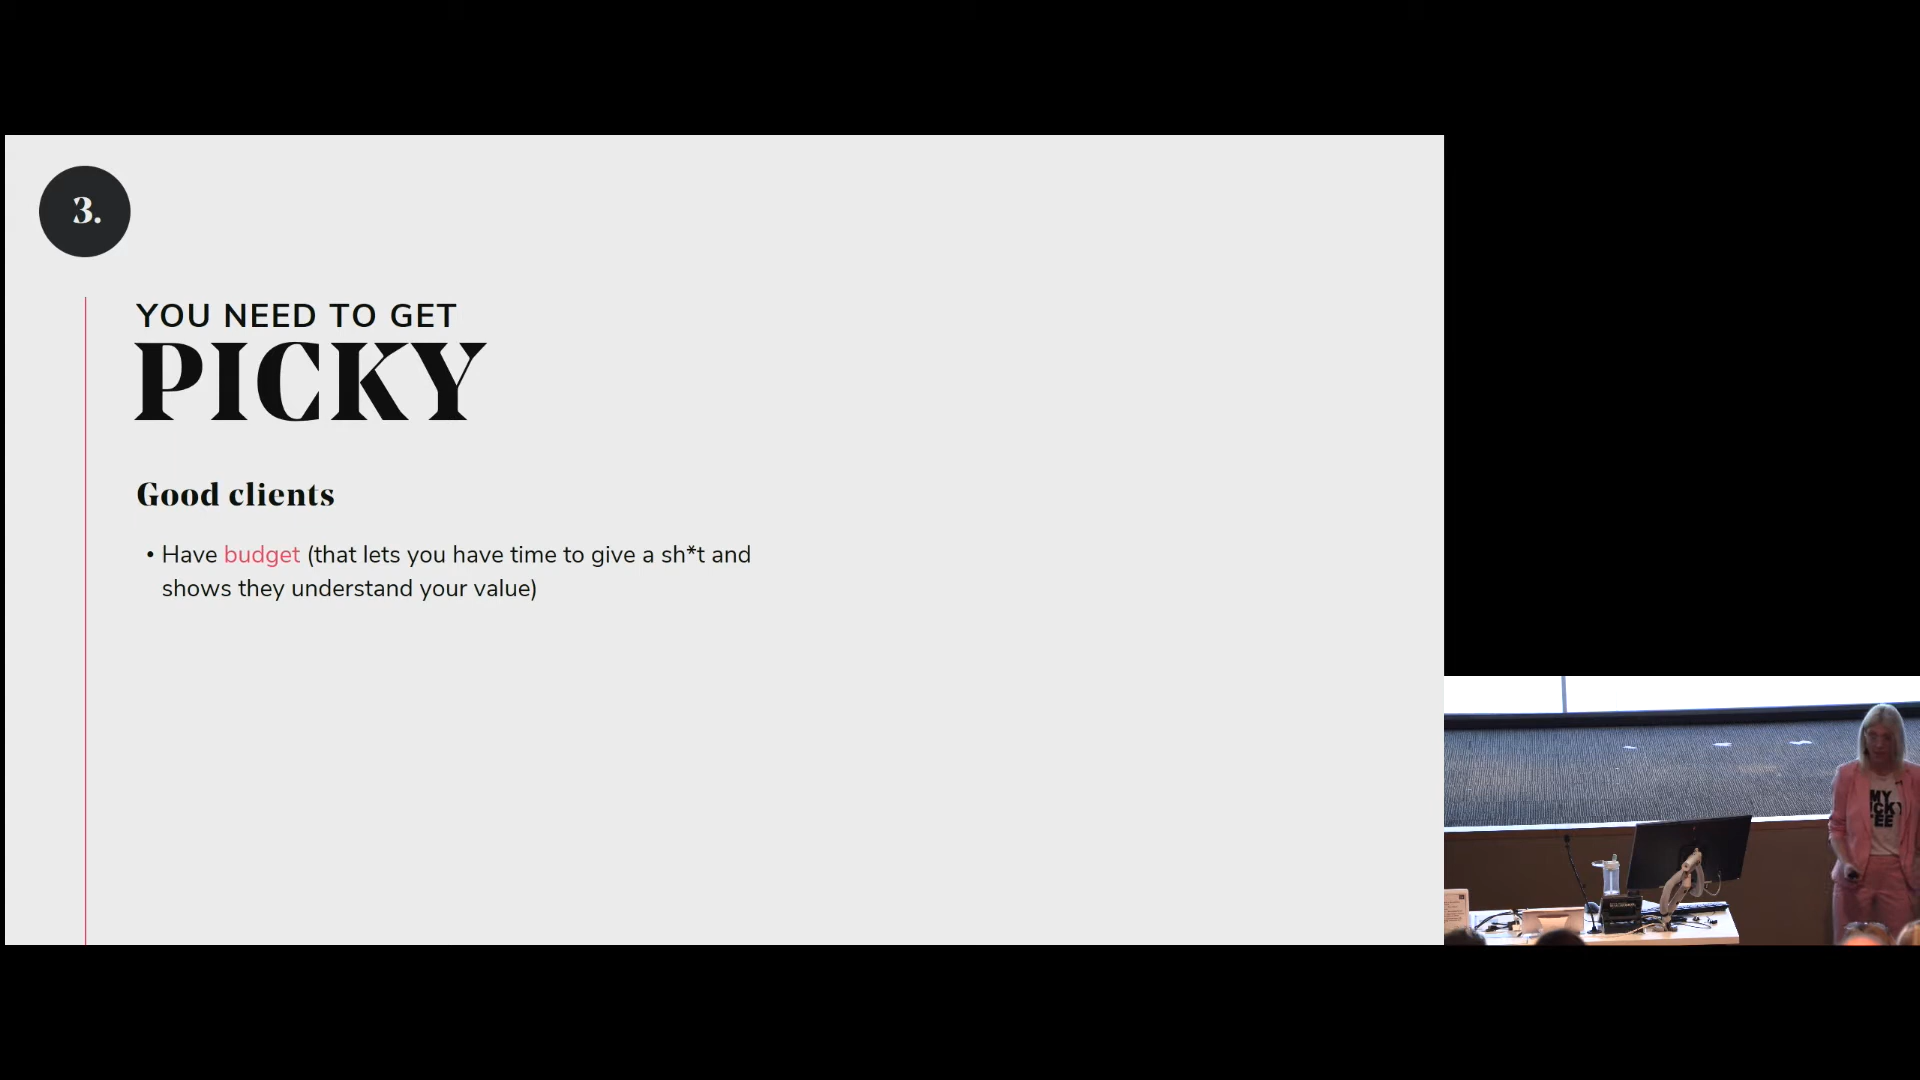 3.
YOU NEED TO GET
PICKY
Good clients
• Have budget (that lets you have time to give a sh*t and
shows they understand your value)
MY